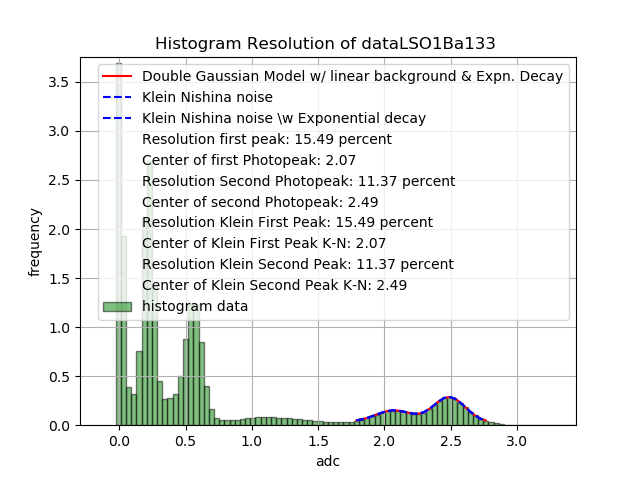 Histogram Resolution of dataLSO1Ba133
Double Gaussian Model w/ linear background & Expn. Decay
Klein Nishina noise
Klein Nishina noise \w Exponential decay
Resolution first peak: 15.49 percent
Center of first Photopeak: 2.07
Resolution Second Photopeak: 11.37 percent
Center of second Photopeak: 2.49
Resolution Klein First Peak: 15.49 percent
Center of Klein First Peak K-N: 2.07
Resolution Klein Second Peak: 11.37 percent
Center of Klein Second Peak K-N: 2.49
histogram data
frequency
3.5
3.0
2.5
2.0
1.5
1.0
0.5
0.0
0.0 0.5 1.0 1.5 2.0 2.5 3.0
adc